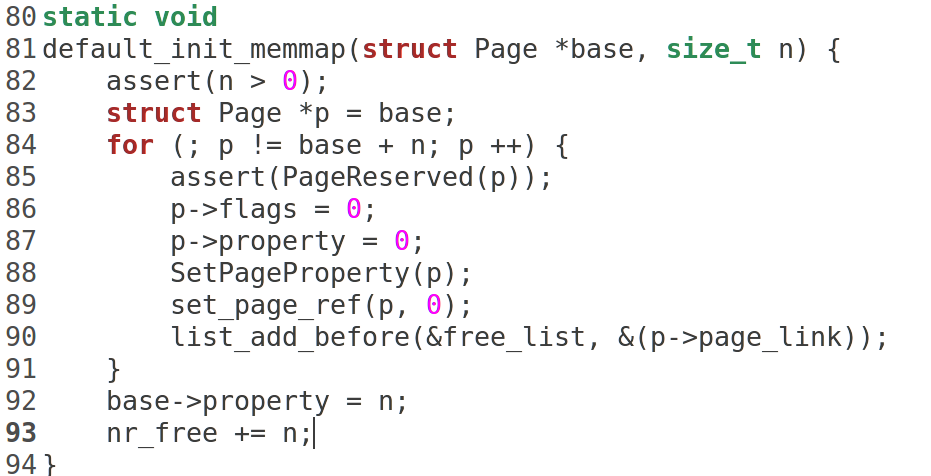 80 static void
81 default_init_memmap(struct Page *base, size_t n) {
82     assert(n > 0);
83     struct Page *p = base;
84     for (; p != base + n; p ++) {
85         assert(PageReserved(p));
86         p->flags = 0;
87         p->property = 0;
88         SetPageProperty(p);
89         set_page_ref(p, 0);
90         list_add_before(&free_list, &(p->page_link));
91     }
92     base->property = n;
93     nr_free += n;
94 }